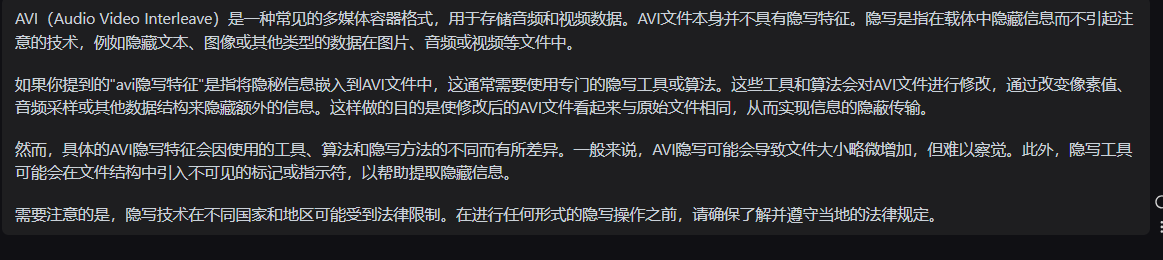 AVI（Audio Video Interleave）是一种常见的多媒体容器格式，用于存储音频和视频数据。AVI文件本身并不具有隐写特征。隐写是指在载体中隐藏信息而不引起注
意的技术，例如隐藏文本、图像或其他类型的数据在图片、音频或视频等文件中。
如果你提到的"avi隐写特征"是指将隐秘信息嵌入到AVI文件中，这通常需要使用专门的隐写工具或算法。这些工具和算法会对AVI文件进行修改，通过改变像素值、
音频采样或其他数据结构来隐藏额外的信息。这样做的目的是使修改后的AVI文件看起来与原始文件相同，从而实现信息的隐蔽传输。
然而，具体的AVI隐写特征会因使用的工具、算法和隐写方法的不同而有所差异。一般来说，AVI隐写可能会导致文件大小略微增加，但难以察觉。此外，隐写工具
可能会在文件结构中引入不可见的标记或指示符，以帮助提取隐藏信息。
需要注意的是，隐写技术在不同国家和地区可能受到法律限制。在进行任何形式的隐写操作之前，请确保了解并遵守当地的法律规定。